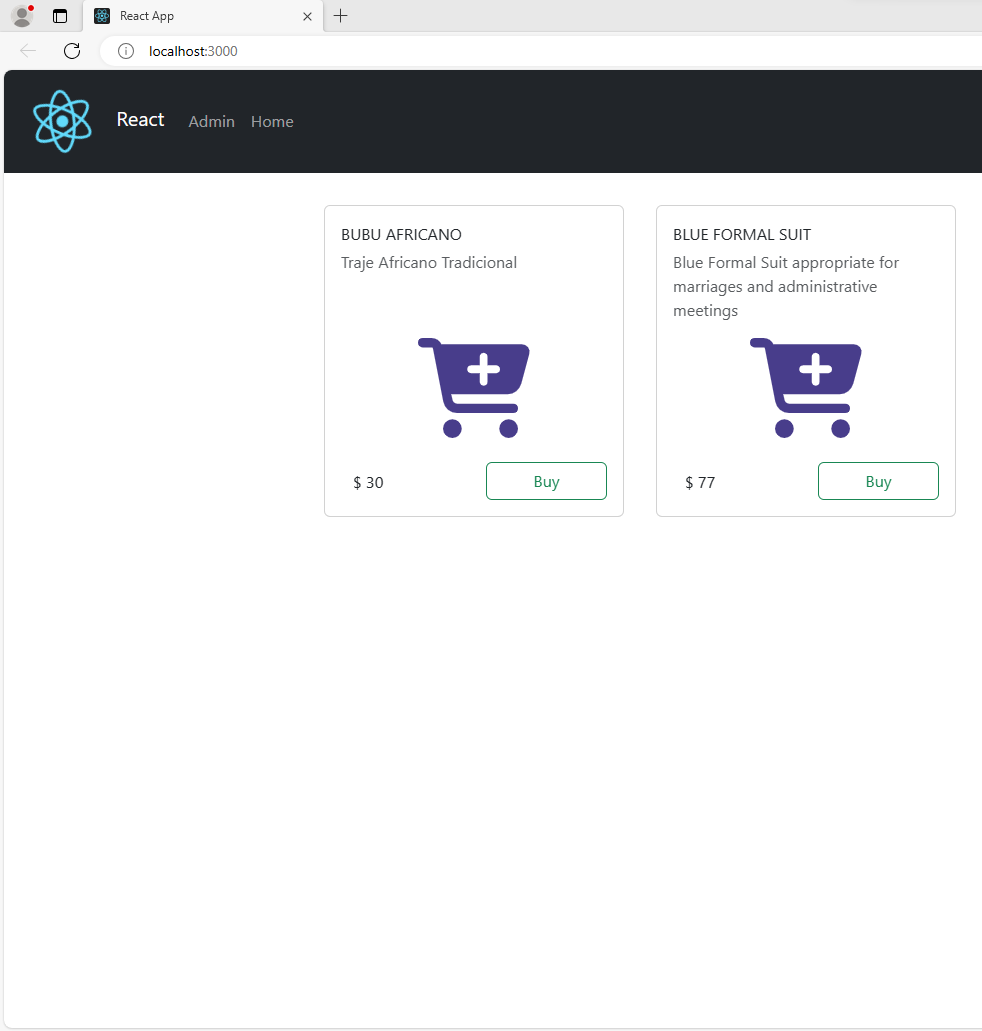 React App
localhost:3000
React Admin Home
BUBU AFRICANO
Traje Africano Tradicional
$ 30
Buy
BLUE FORMAL SUIT
Blue Formal Suit appropriate for
marriages and administrative
meetings
$ 77
Buy